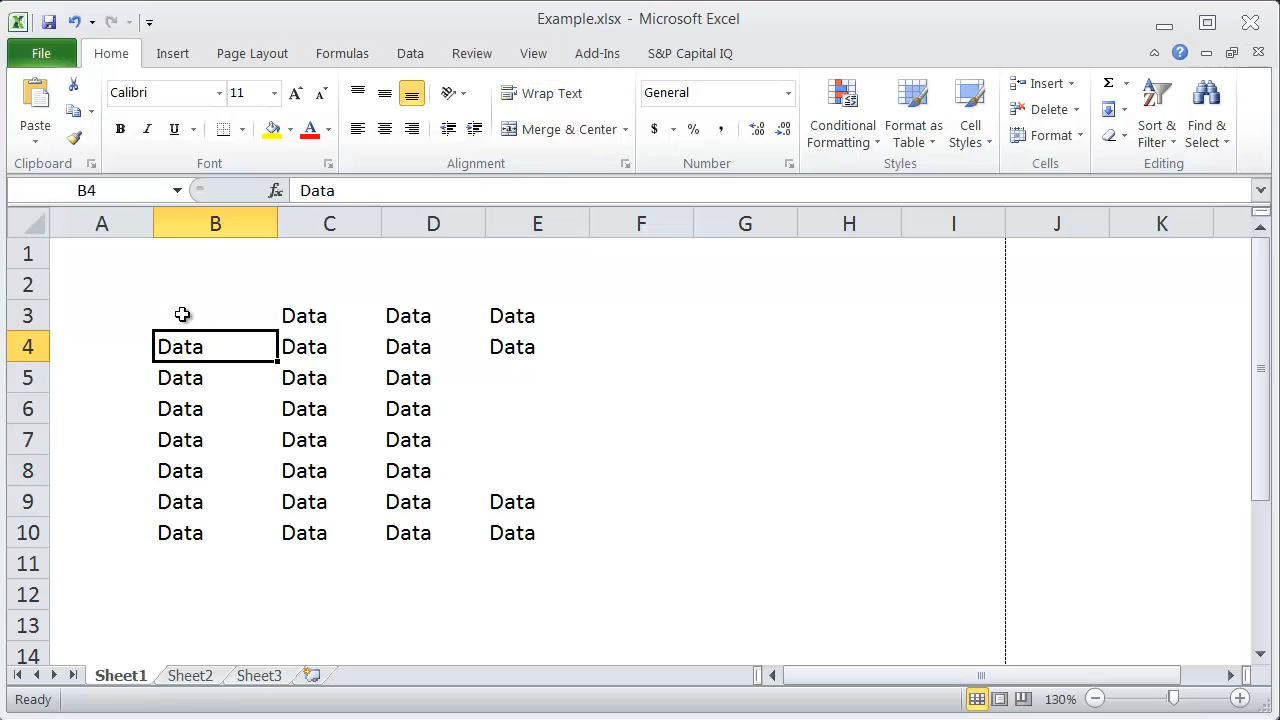 Example.xlsx - Microsoft Excel
File Home Insert Page Layout Formulas Data Review View Add-Ins S&P Capital IQ
Calibri 11 Wrap Text General Insert
Paste B I U Merge & Center $ % , Conditional Formatting Format as Table Cell Styles Delete Format Σ Sort & Filter Find & Select
Clipboard Font Alignment Number Styles Cells Editing
B4 fx Data
A B C D E F G H I J K
1
2
3 Data Data Data
4 Data Data Data Data
5 Data Data Data
6 Data Data Data
7 Data Data Data
8 Data Data Data
9 Data Data Data Data
10 Data Data Data Data
11
12
13
14
Sheet1 Sheet2 Sheet3
Ready 130%